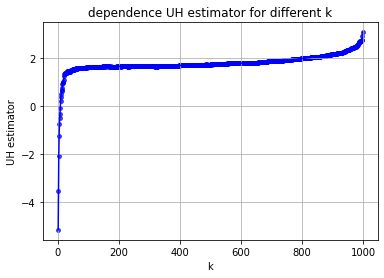 dependence UH estimator for different k
UH estimator
2
0
−2
−4
0 200 400 600 800 1000
k